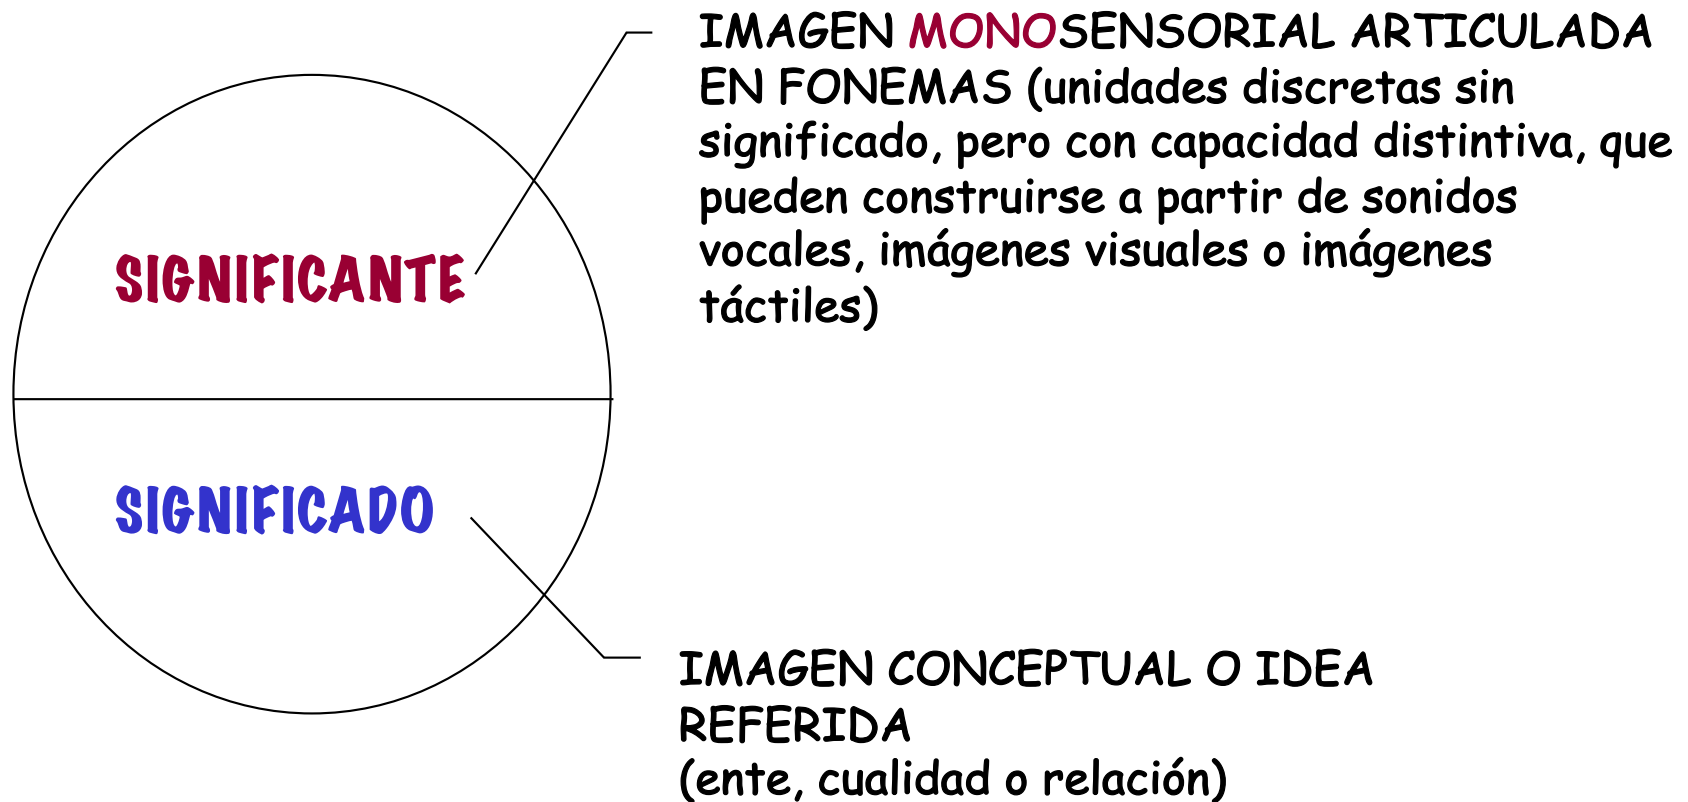 IMAGEN MONOSENSORIAL ARTICULADA
EN FONEMAS (unidades discretas sin
significado, pero con capacidad distintiva, que
pueden construirse a partir de sonidos
vocales, imágenes visuales o imágenes
táctiles)
SIGNIFICANTE
SIGNIFICADO
IMAGEN CONCEPTUAL O IDEA
REFERIDA
(ente, cualidad o relación)